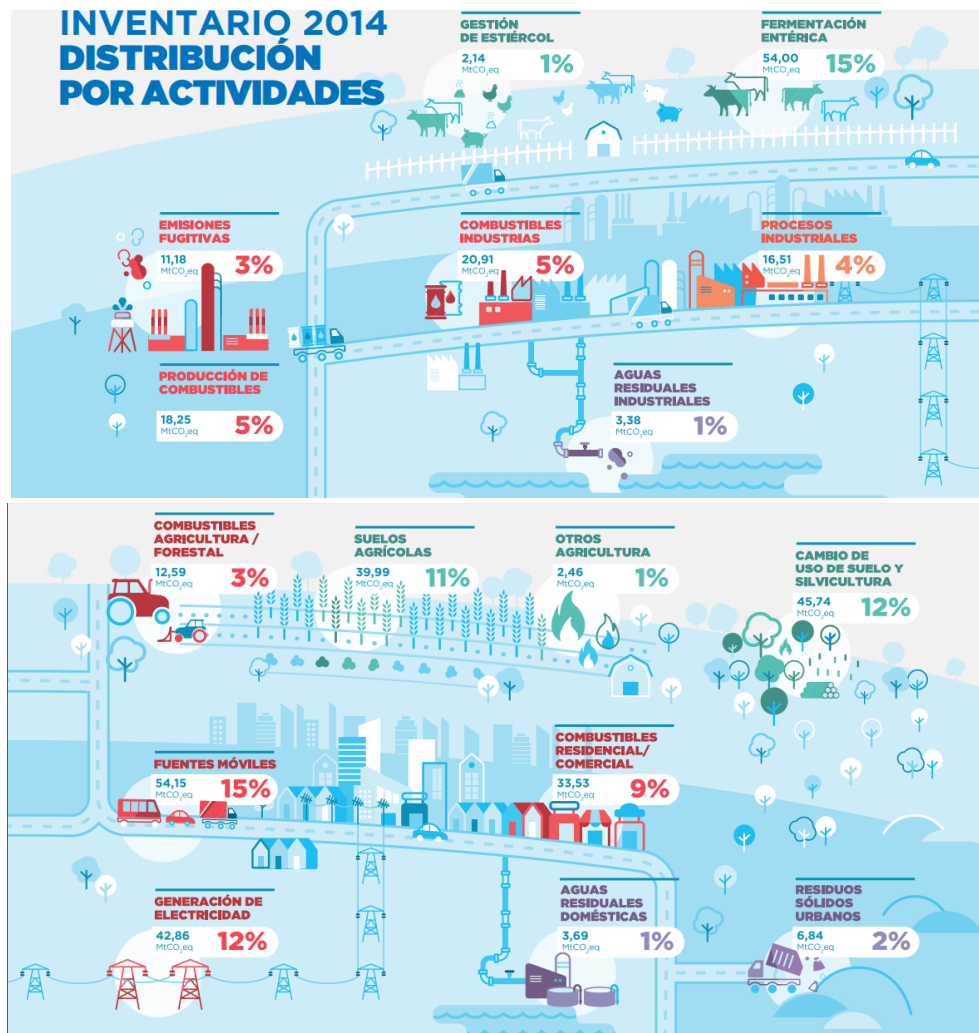 INVENTARIO 2014
DISTRIBUCIÓN
POR ACTIVIDADES
GESTIÓN
DE ESTIÉRCOL
2,14
MtCO2eq
1%
FERMENTACIÓN
ENTÉRICA
54,00
MtCO2eq
15%
EMISIONES
FUGITIVAS
11,18
MtCO2eq
3%
COMBUSTIBLES
INDUSTRIAS
20,91
MtCO2eq
5%
PROCESOS
INDUSTRIALES
16,51
MtCO2eq
4%
PRODUCCIÓN DE
COMBUSTIBLES
18,25
MtCO2eq
5%
AGUAS
RESIDUALES
INDUSTRIALES
3,38
MtCO2eq
1%
COMBUSTIBLES
AGRICULTURA /
FORESTAL
12,59
MtCO2eq
3%
SUELOS
AGRÍCOLAS
39,99
MtCO2eq
11%
OTROS
AGRICULTURA
2,46
MtCO2eq
1%
CAMBIO DE
USO DE SUELO Y
SILVICULTURA
45,74
MtCO2eq
12%
FUENTES MÓVILES
54,15
MtCO2eq
15%
COMBUSTIBLES
RESIDENCIAL/
COMERCIAL
33,53
MtCO2eq
9%
GENERACIÓN DE
ELECTRICIDAD
42,86
MtCO2eq
12%
AGUAS
RESIDUALES
DOMÉSTICAS
3,69
MtCO2eq
1%
RESIDUOS
SÓLIDOS
URBANOS
6,84
MtCO2eq
2%